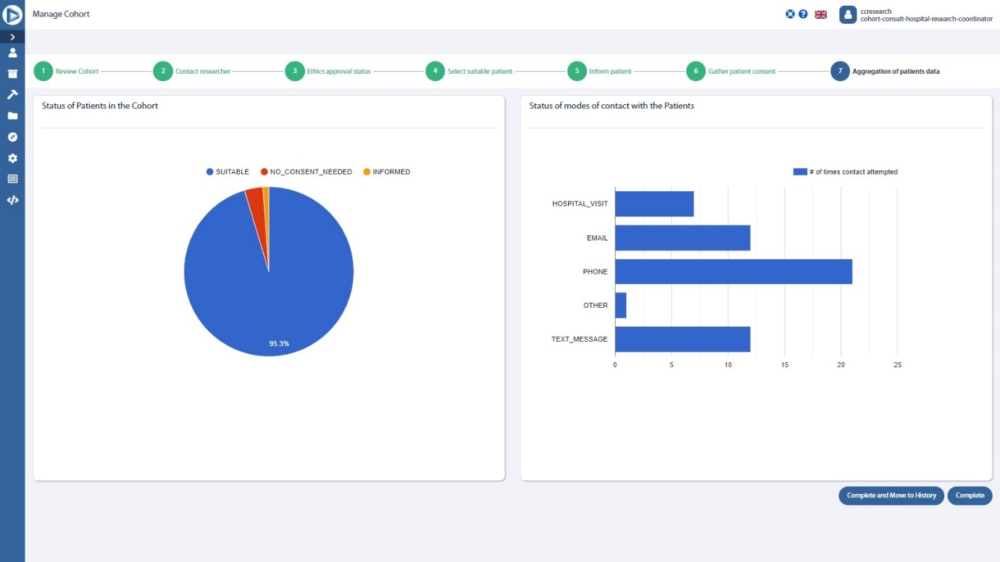 Manage Cohort
ccresearch
cohort-consult-hospital-research-coordinator
1 Review Cohort
2 Contact researcher
3 Ethics approval status
4 Select suitable patient
5 Inform patient
6 Gather patient consent
7 Aggregation of patients data
Status of Patients in the Cohort
SUITABLE NO_CONSENT_NEEDED INFORMED
95.3%
Status of modes of contact with the Patients
# of times contact attempted
HOSPITAL_VISIT
EMAIL
PHONE
OTHER
TEXT_MESSAGE
0 5 10 15 20 25
Complete and Move to History
Complete